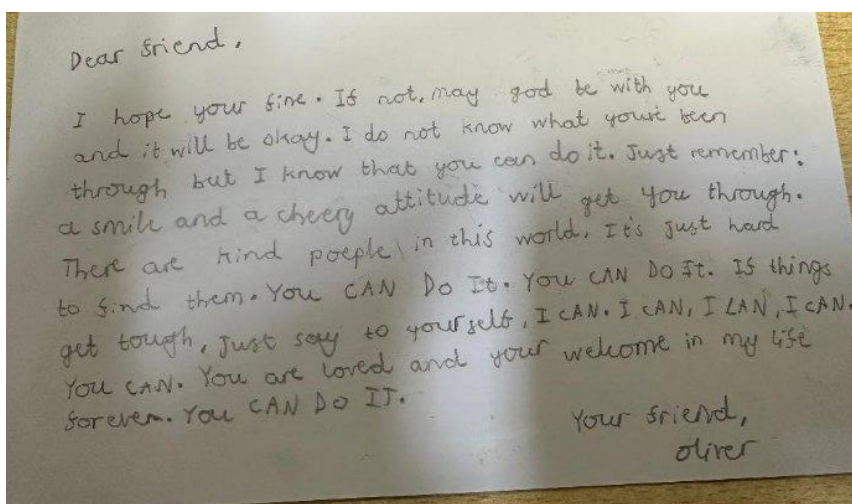 Dear friend,
I hope your fine. If not, may god be with you
and it will be okay. I do not know what you've been
through but I know that you can do it. Just remember:
a smile and a cheery attitude will get you through.
There are kind poeple in this world, It's just hard
to find them. You CAN Do It. You CAN DO It. If things
get tough, Just say to yourself, I CAN. I CAN, I CAN, I CAN.
You CAN. You are loved and your welcome in my life
forever. You CAN DO IT.
Your friend,
oliver